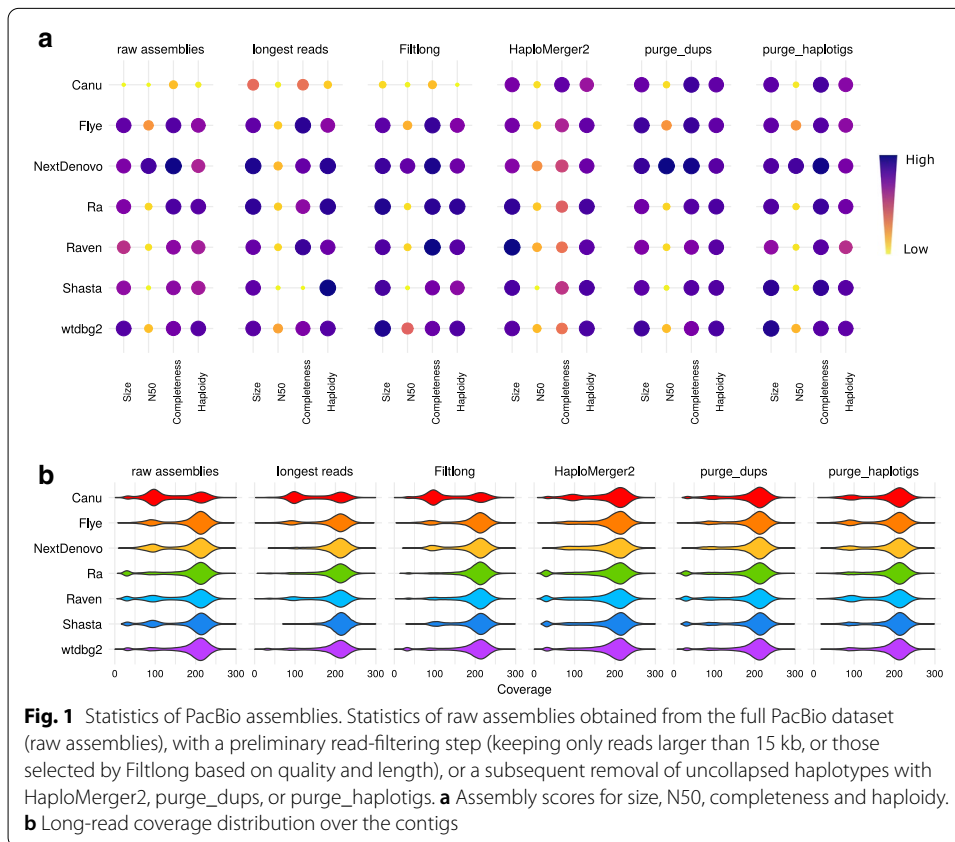 a
raw assemblies longest reads Filtlong HaploMerger2 purge_dups purge_haplotigs
Canu
Flye
NextDenovo
Ra
Raven
Shasta
wtdbg2
High
Low
Size N50 Completeness Haploidy Size N50 Completeness Haploidy Size N50 Completeness Haploidy Size N50 Completeness Haploidy Size N50 Completeness Haploidy Size N50 Completeness Haploidy
b
raw assemblies longest reads Filtlong HaploMerger2 purge_dups purge_haplotigs
Canu
Flye
NextDenovo
Ra
Raven
Shasta
wtdbg2
0 100 200 300 0 100 200 300 0 100 200 300 0 100 200 300 0 100 200 300 0 100 200 300
Coverage
Fig. 1 Statistics of PacBio assemblies. Statistics of raw assemblies obtained from the full PacBio dataset
(raw assemblies), with a preliminary read-filtering step (keeping only reads larger than 15 kb, or those
selected by Filtlong based on quality and length), or a subsequent removal of uncollapsed haplotypes with
HaploMerger2, purge_dups, or purge_haplotigs. a Assembly scores for size, N50, completeness and haploidy.
b Long-read coverage distribution over the contigs